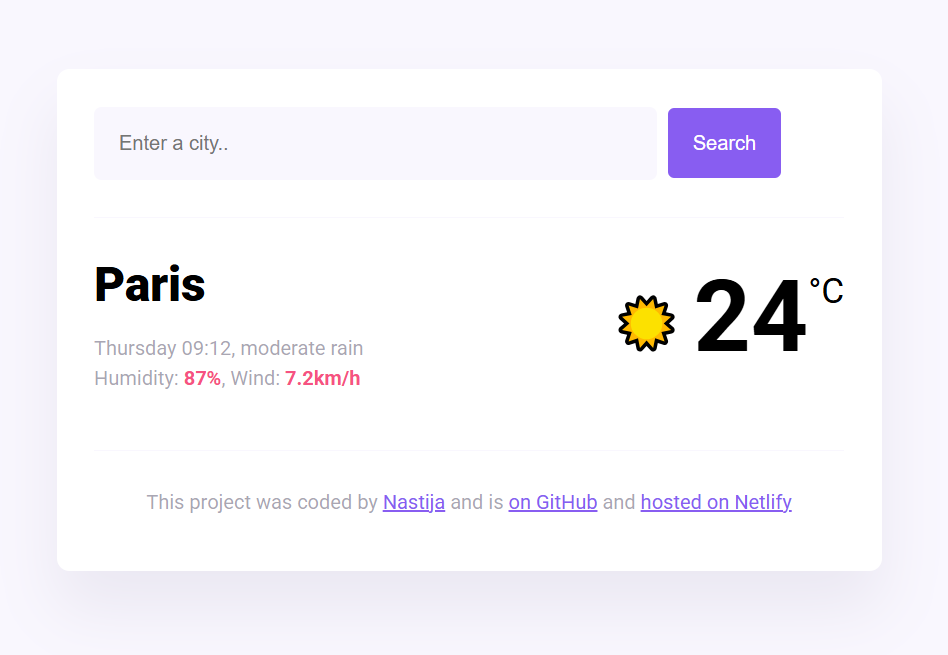 Enter a city..
Search
Paris
24°C
Thursday 09:12, moderate rain
Humidity: 87%, Wind: 7.2km/h
This project was coded by Nastija and is on GitHub and hosted on Netlify